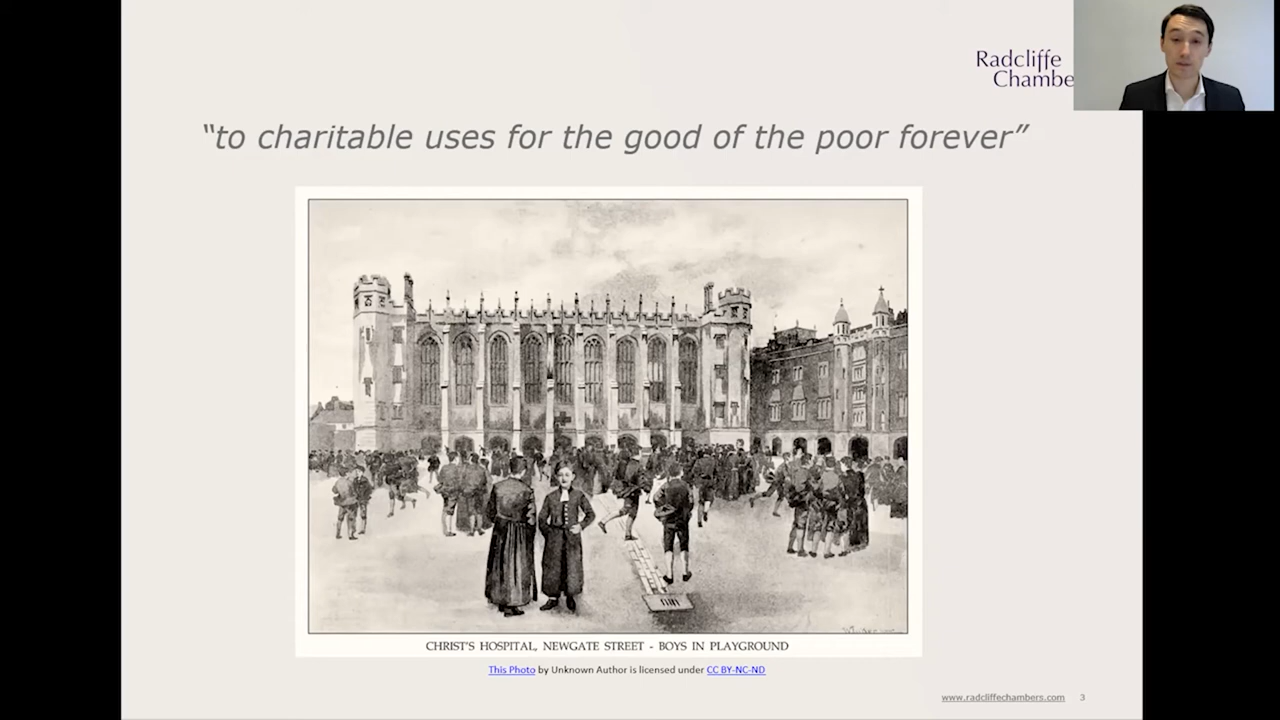 Radcliffe
Chambe
“to charitable uses for the good of the poor forever”
CHRIST'S HOSPITAL, NEWGATE STREET - BOYS IN PLAYGROUND
This Photo by Unknown Author is licensed under CC BY-NC-ND
www.radcliffechambers.com 3